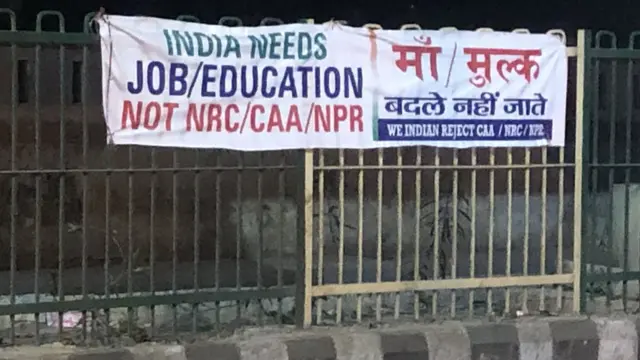 INDIA NEEDS
JOB/EDUCATION
NOT NRC/CAA/NPR
माँ / मुल्क
बदले नहीं जाते
WE INDIAN REJECT CAA / NRC / NPR.